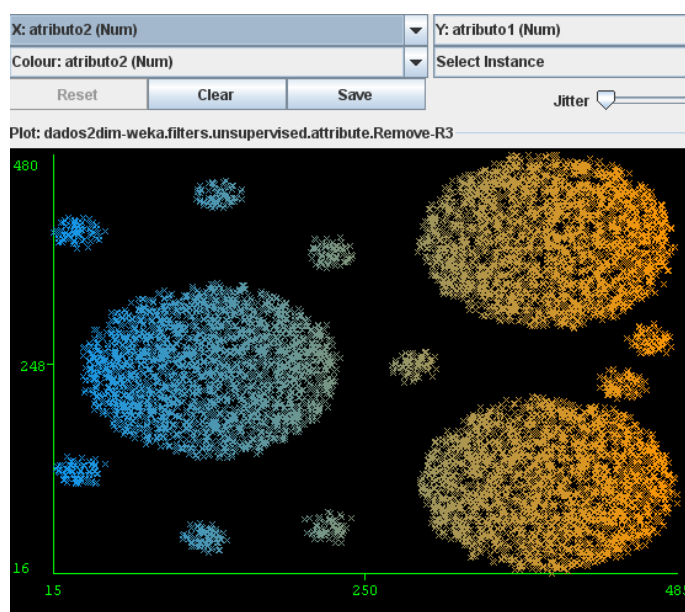 X: atributo2 (Num) Y: atributo1 (Num)
Colour: atributo2 (Num) Select Instance
Reset Clear Save Jitter
Plot: dados2dim-weka.filters.unsupervised.attribute.Remove-R3
480
248
16
15 250 485